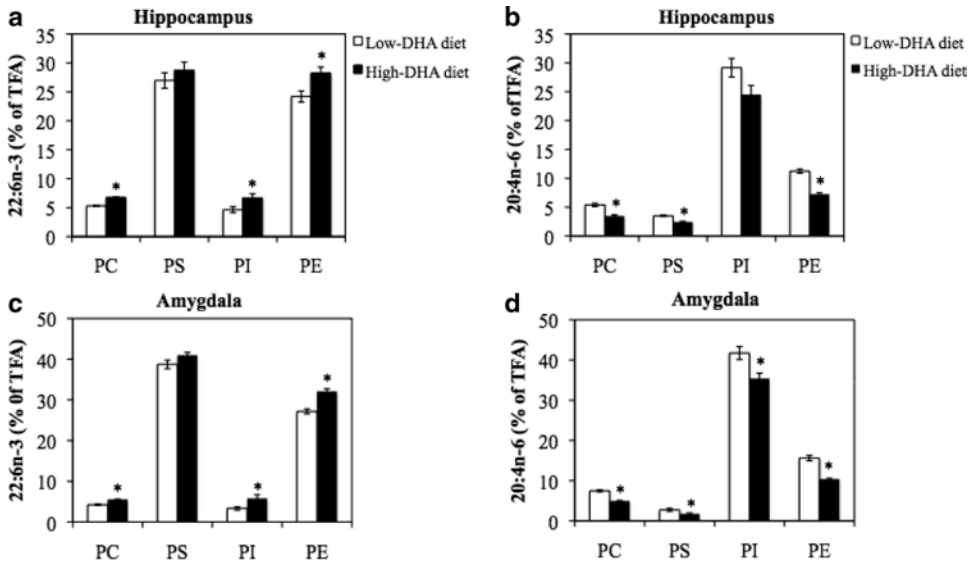 a
Hippocampus
22:6n-3 (% of TFA)
35
30
25
20
15
10
5
0
Low-DHA diet
High-DHA diet
*
*
*
PC PS PI PE
b
Hippocampus
20:4n-6 (% of TFA)
35
30
25
20
15
10
5
0
Low-DHA diet
High-DHA diet
*
*
*
PC PS PI PE
c
Amygdala
22:6n-3 (% 0f TFA)
50
40
30
20
10
0
*
*
*
PC PS PI PE
d
Amygdala
20:4n-6 (% of TFA)
50
40
30
20
10
0
*
*
*
*
PC PS PI PE